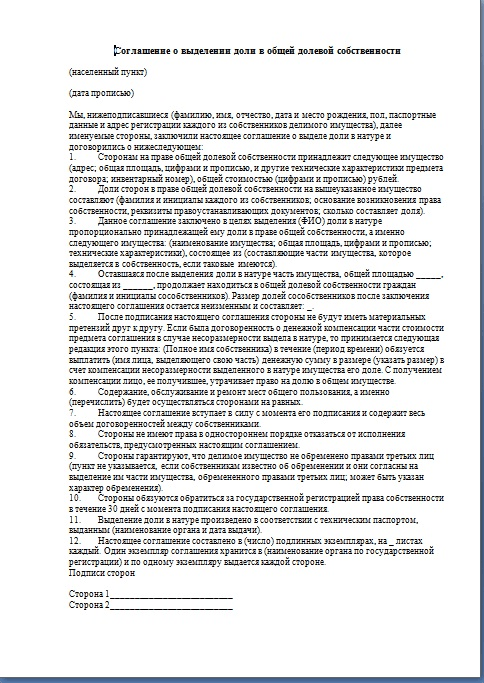 Соглашение о выделении доли в общей долевой собственности
(населенный пункт)
(дата прописью)
Мы, нижеподписавшиеся (фамилию, имя, отчество, дата и место рождения, пол, паспортные
данные и адрес регистрации каждого из собственников делимого имущества), далее
именуемые стороны, заключили настоящее соглашение о выделе доли в натуре и
договорились о нижеследующем:
1. Сторонам на праве общей долевой собственности принадлежит следующее имущество
(адрес; общая площадь, цифрами и прописью, и другие технические характеристики предмета
договора; инвентарный номер), общей стоимостью (цифрами и прописью) рублей.
2. Доли сторон в праве общей долевой собственности на вышеуказанное имущество
составляют (фамилия и инициалы каждого из собственников; основание возникновения права
собственности, реквизиты правоустанавливающих документов; сколько составляет доля).
3. Данное соглашение заключено в целях выделения (ФИО) доли в натуре
пропорционально принадлежащей ему доли в праве общей долевой собственности, а именно
следующего имущества: (наименование имущества; общая площадь, цифрами и прописью;
технические характеристики), состоящее из (составляющие части имущества, которое
выделяется в собственность, если таковые имеются).
4. Оставшаяся после выделения доли в натуре часть имущества, общей площадью _____,
состоящая из ______, продолжает находиться в общей долевой собственности граждан
(фамилия и инициалы сособственников). Размер долей сособственников после заключения
настоящего соглашения остается неизменным и составляет: _.
5. После подписания настоящего соглашения стороны не будут иметь материальных
претензий друг к другу. Если была договоренность о денежной компенсации части стоимости
предмета соглашения в случае несоразмерности выдела в натуре, то принимается следующая
редакция этого пункта: (Полное имя собственника) в течение (период времени) обязуется
выплатить (имя лица, выделяющего свою часть) денежную сумму в размере (указать размер) в
счет компенсации несоразмерности выделенного в натуре имущества его доле. С получением
компенсации лицо, ее получившее, утрачивает право на долю в общем имуществе.
6. Содержание, обслуживание и ремонт мест общего пользования, а именно
(перечислить) будет осуществляться сторонами на равных.
7. Настоящее соглашение вступает в силу с момента его подписания и содержит весь
объем договоренностей между собственниками.
8. Стороны не имеют права в одностороннем порядке отказаться от исполнения
обязательств, предусмотренных настоящим соглашением.
9. Стороны гарантируют, что делимое имущество не обременено правами третьих лиц
(пункт не указывается, если собственникам известно об обременении и они согласны на
выделение им части имущества, обремененного правами третьих лиц; может быть указан
характер обременения).
10. Стороны обязуются обратиться за государственной регистрацией права собственности
в течение 30 дней с момента подписания настоящего соглашения.
11. Выделение доли в натуре произведено в соответствии с техническим паспортом,
выданным (наименование органа и дата выдачи).
12. Настоящее соглашение составлено в (число) подлинных экземплярах, на _ листах
каждый. Один экземпляр соглашения хранится в (наименование органа по государственной
регистрации) и по одному экземпляру выдается каждой стороне.
Подписи сторон
Сторона 1________________________
Сторона 2________________________